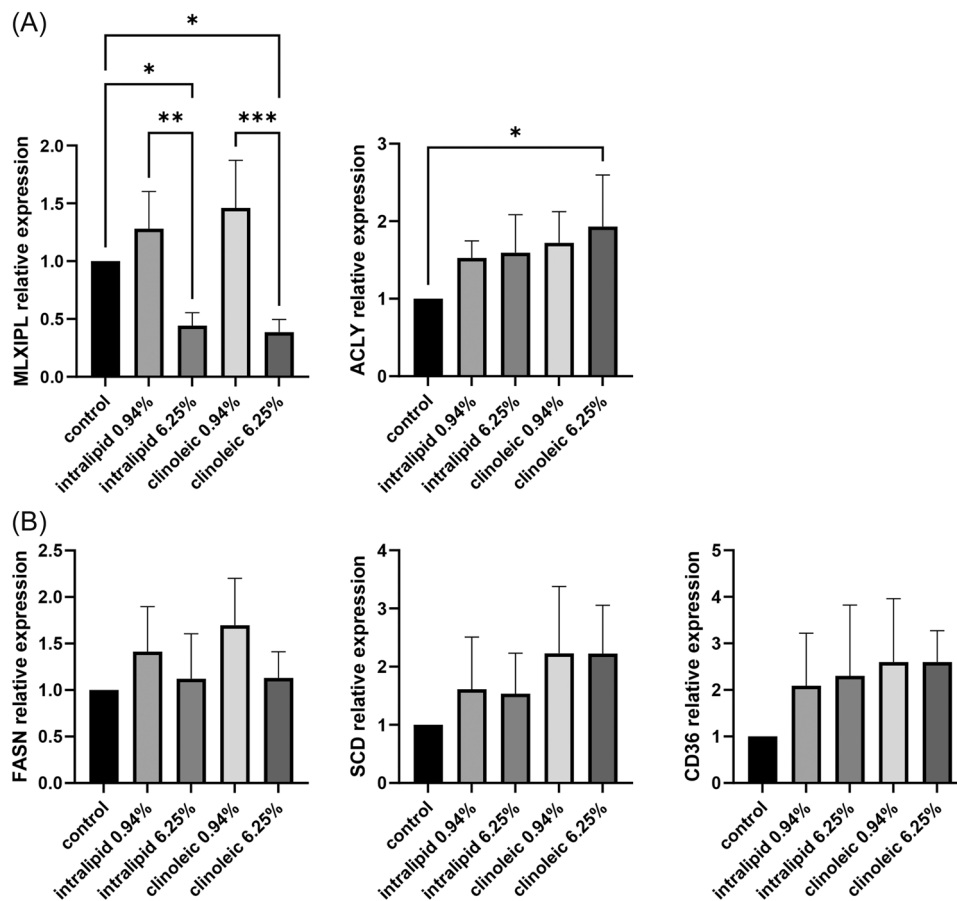 (A)
*
*
**
***
MLXIPL relative expression
2.0
1.5
1.0
0.5
0.0
control
intralipid 0.94%
intralipid 6.25%
clinoleic 0.94%
clinoleic 6.25%
*
ACLY relative expression
3
2
1
0
control
intralipid 0.94%
intralipid 6.25%
clinoleic 0.94%
clinoleic 6.25%
(B)
FASN relative expression
2.5
2.0
1.5
1.0
0.5
0.0
control
intralipid 0.94%
intralipid 6.25%
clinoleic 0.94%
clinoleic 6.25%
SCD relative expression
4
3
2
1
0
control
intralipid 0.94%
intralipid 6.25%
clinoleic 0.94%
clinoleic 6.25%
CD36 relative expression
5
4
3
2
1
0
control
intralipid 0.94%
intralipid 6.25%
clinoleic 0.94%
clinoleic 6.25%